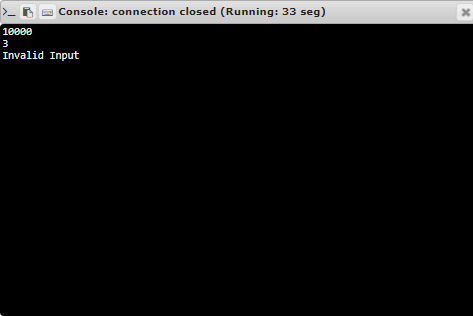 >_ Console: connection closed (Running: 33 seg)
10000
3
Invalid Input